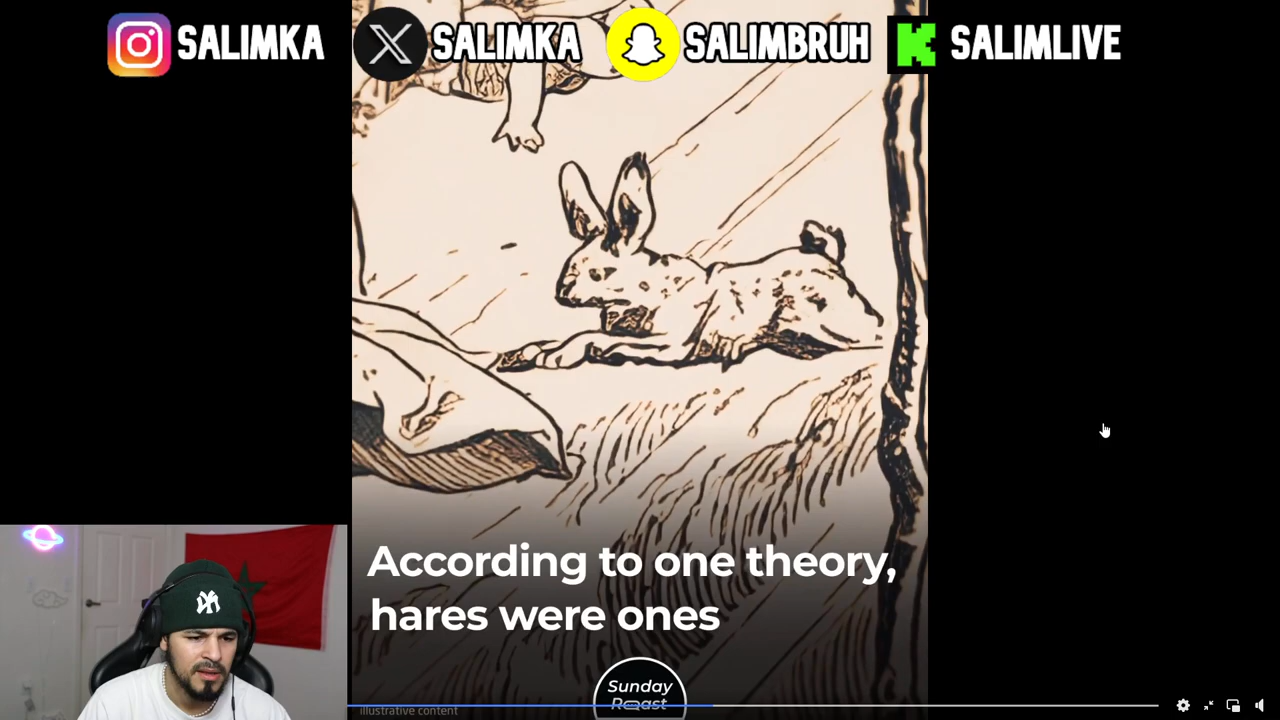 SALIMKA
SALIMKA
SALIMBRUH
SALIMLIVE
According to one theory,
hares were ones
Sunday
Roast
illustrative content